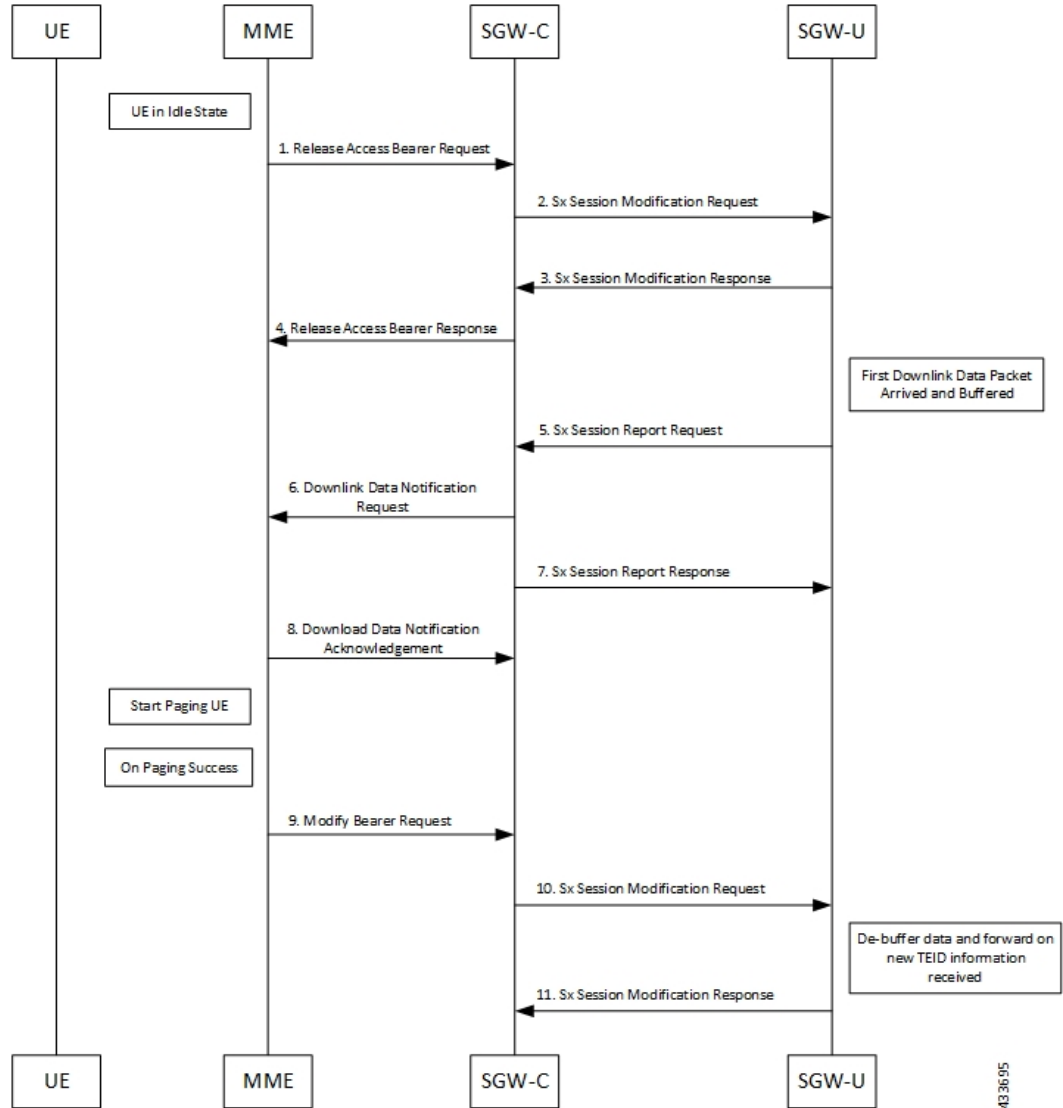 UE
MME
SGW-C
SGW-U
UE in Idle State
1. Release Access Bearer Request
2. Sx Session Modification Request
3. Sx Session Modification Response
4. Release Access Bearer Response
First Downlink Data Packet
Arrived and Buffered
5. Sx Session Report Request
6. Downlink Data Notification
Request
7. Sx Session Report Response
8. Download Data Notification
Acknowledgement
Start Paging UE
On Paging Success
9. Modify Bearer Request
10. Sx Session Modification Request
De-buffer data and forward on
new TEID information
received
11. Sx Session Modification Response
UE
MME
SGW-C
SGW-U
433695